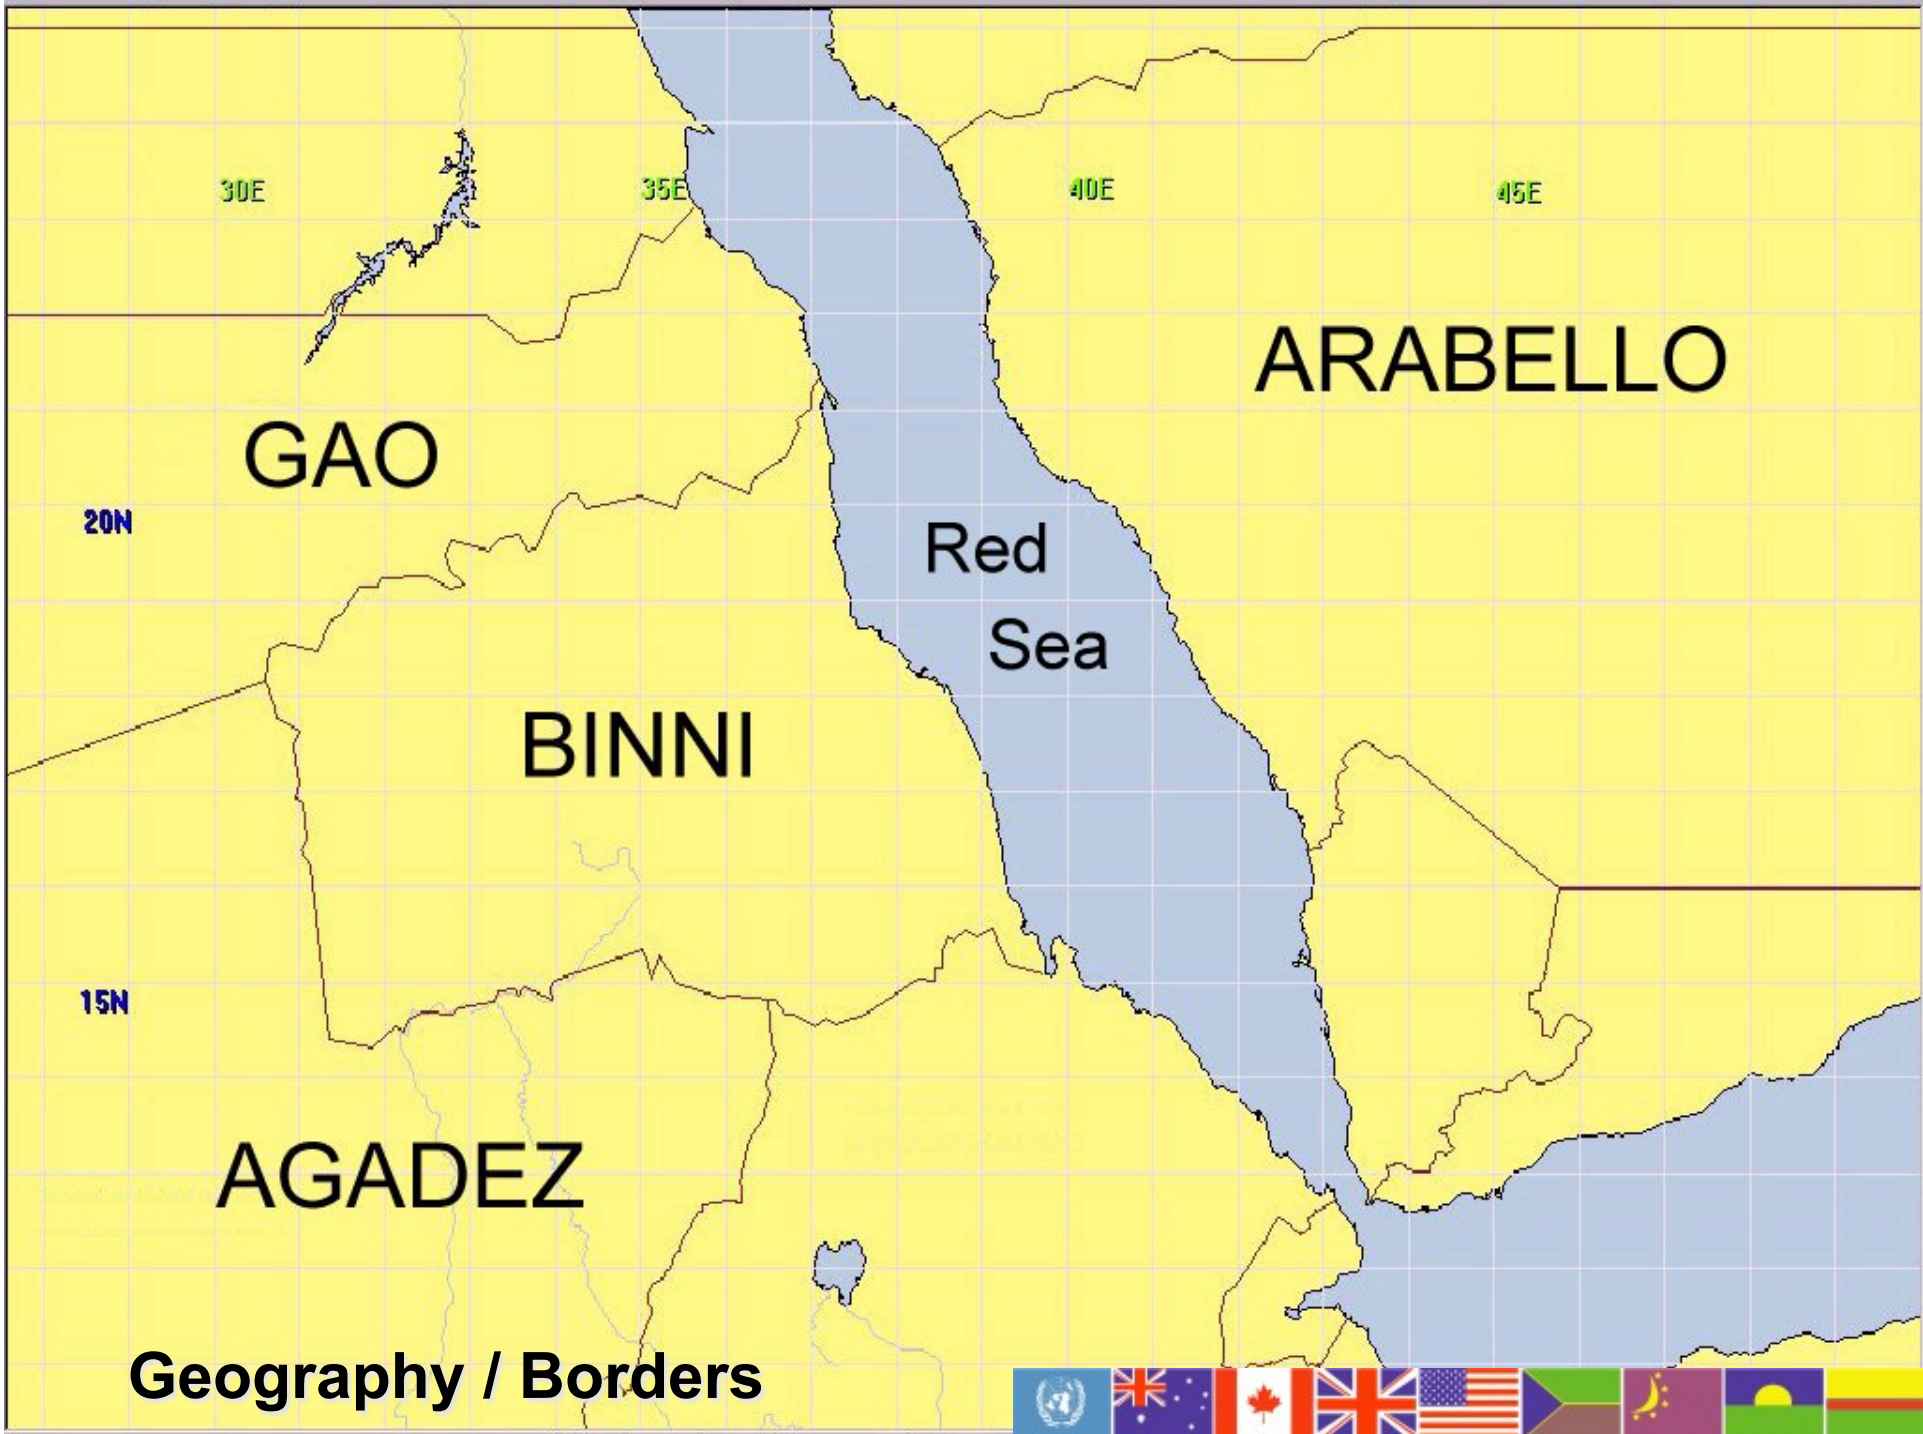 30E
35E
40E
45E
ARABELLO
GAO
20N
Red
Sea
BINNI
15N
AGADEZ
Geography / Borders